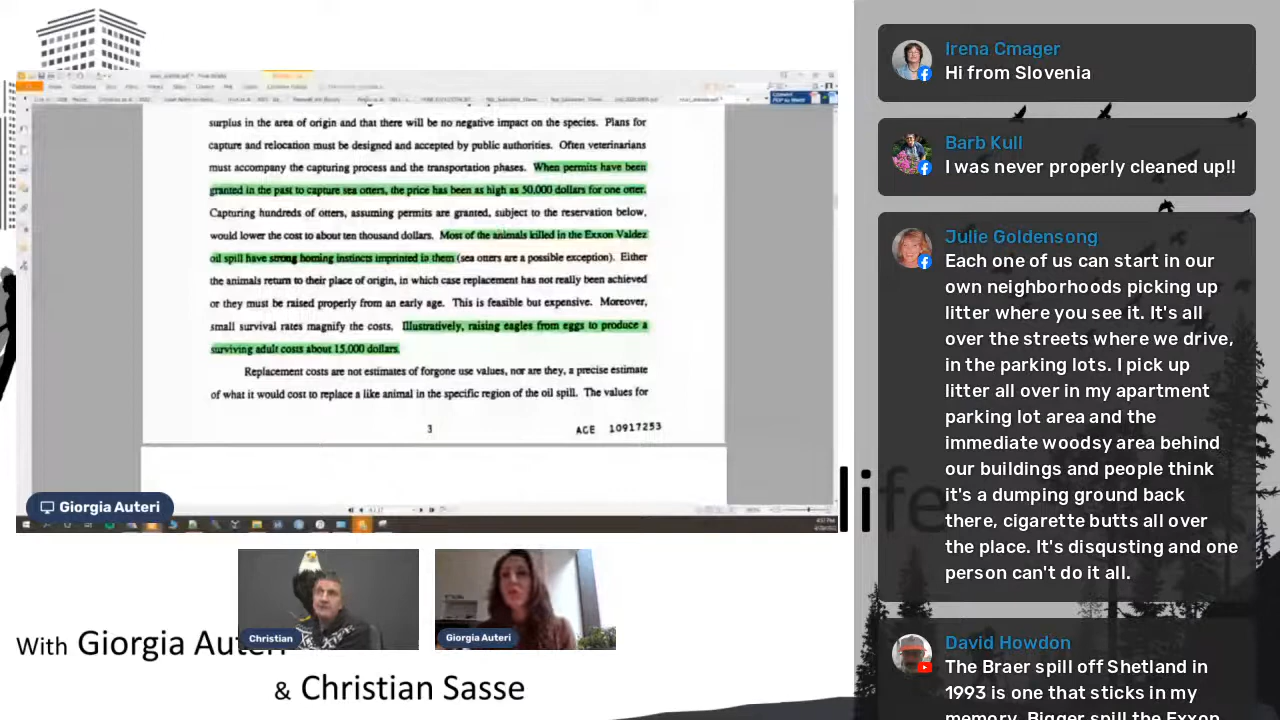 surplus in the area of origin and that there will be no negative impact on the species. Plans for
capture and relocation must be designed and accepted by public authorities. Often veterinarians
must accompany the capturing process and the transportation phases. When permits have been
granted in the past to capture sea otters, the price has been as high as 50,000 dollars for one otter.
Capturing hundreds of otters, assuming permits are granted, subject to the reservation below,
would lower the cost to about ten thousand dollars. Most of the animals killed in the Exxon Valdez
oil spill have strong homing instincts imprinted in them (sea otters are a possible exception). Either
the animals return to their place of origin, in which case replacement has not really been achieved
or they must be raised properly from an early age. This is feasible but expensive. Moreover,
small survival rates magnify the costs. Illustratively, raising eagles from eggs to produce a
surviving adult costs about 15,000 dollars.
Replacement costs are not estimates of forgone use values, nor are they, a precise estimate
of what it would cost to replace a like animal in the specific region of the oil spill. The values for
3
ACE 10917253
Giorgia Auteri
Christian
Giorgia Auteri
With Giorgia Auteri
& Christian Sasse
life
Irena Cmager
Hi from Slovenia
Barb Kull
I was never properly cleaned up!!
Julie Goldensong
Each one of us can start in our
own neighborhoods picking up
litter where you see it. It's all
over the streets where we drive,
in the parking lots. I pick up
litter all over in my apartment
parking lot area and the
immediate woodsy area behind
our buildings and people think
it's a dumping ground back
there, cigarette butts all over
the place. It's disqusting and one
person can't do it all.
David Howdon
The Braer spill off Shetland in
1993 is one that sticks in my
memory. Bigger spill the Exxon